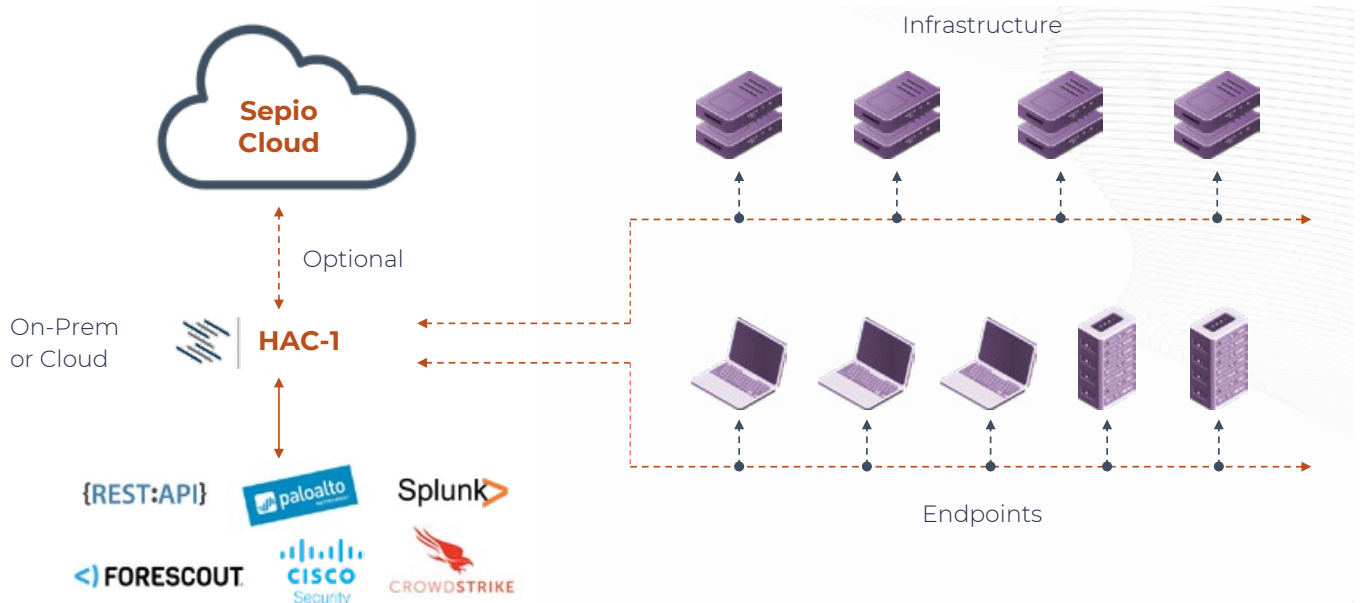 Infrastructure
Sepio
Cloud
Optional
On-Prem
or Cloud
HAC-1
{REST:API}
paloalto
Splunk>
<) FORESCOUT.
CISCO
Security
CROWDSTRIKE
Endpoints